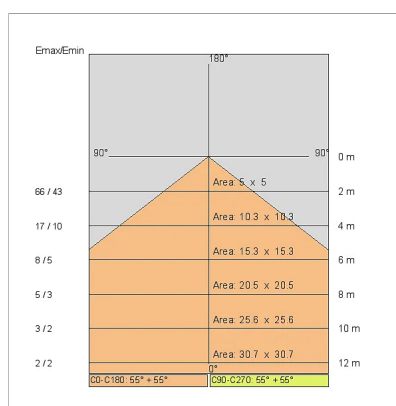 Emax/Emin
180°
90° 90° 0 m
66 / 43 Area: 5 x 5 2 m
17 / 10 Area: 10.3 x 10.3 4 m
8 / 5 Area: 15.3 x 15.3 6 m
5 / 3 Area: 20.5 x 20.5 8 m
3 / 2 Area: 25.6 x 25.6 10 m
2 / 2 Area: 30.7 x 30.7 12 m
0°
C0-C180: 55° + 55° C90-C270: 55° + 55°